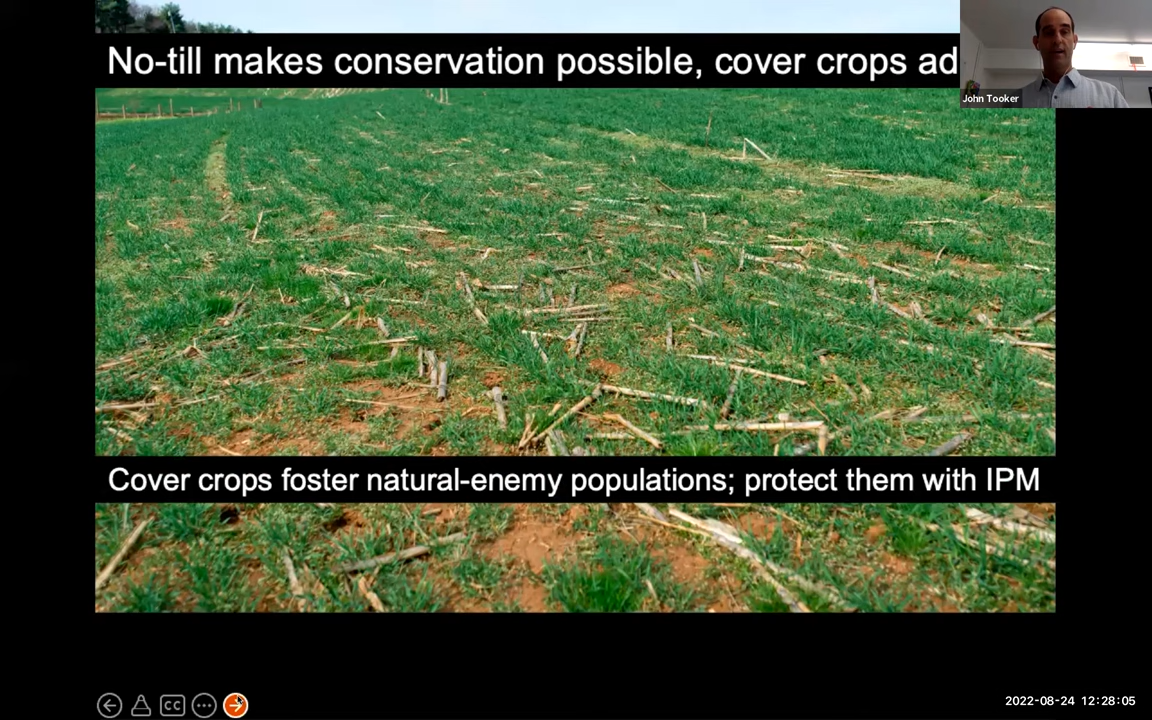 No-till makes conservation possible, cover crops ad
John Tooker
Cover crops foster natural-enemy populations; protect them with IPM
CC
2022-08-24 12:28:05